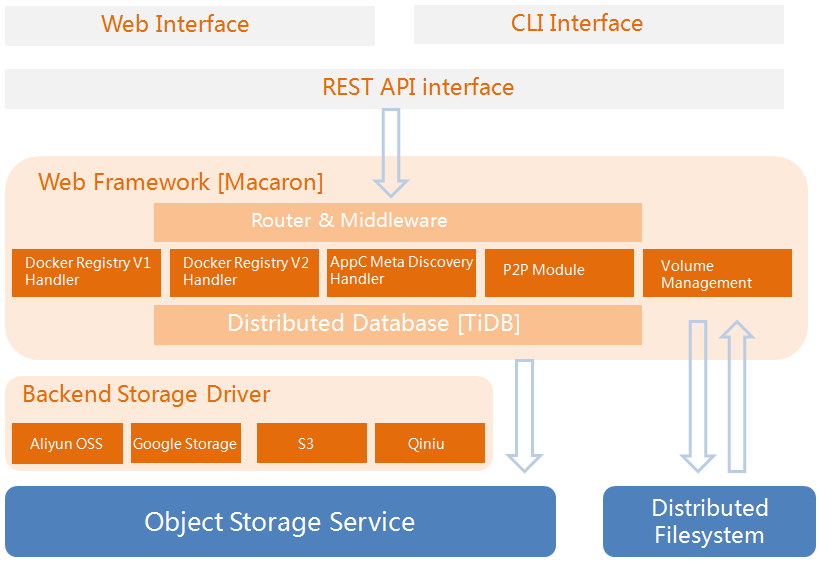 Web Interface
CLI Interface
REST API interface
Web Framework [Macaron]
Router & Middleware
Docker Registry V1
Handler
Docker Registry V2
Handler
AppC Meta Discovery
Handler
P2P Module
Volume
Management
Distributed Database [TiDB]
Backend Storage Driver
Aliyun OSS
Google Storage
S3
Qiniu
Object Storage Service
Distributed
Filesystem